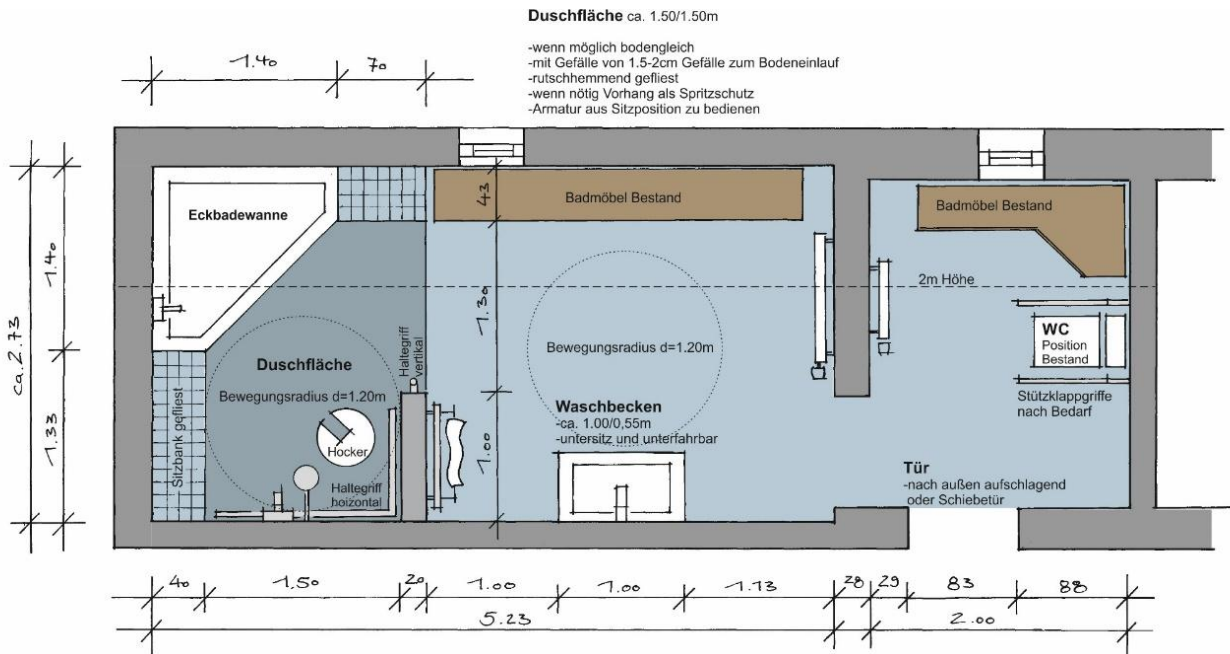 Duschfläche ca. 1.50/1.50m
-wenn möglich bodengleich
-mit Gefälle von 1.5-2cm Gefälle zum Bodeneinlauf
-rutschhemmend gefliest
-wenn nötig Vorhang als Spritzschutz
-Armatur aus Sitzposition zu bedienen
1.40
70
Eckbadewanne
43
Badmöbel Bestand
Badmöbel Bestand
ca. 2.73
1.40
1.33
1.30
1.00
2m Höhe
Duschfläche
Bewegungsradius d=1.20m
Haltegriff
vertikal
Bewegungsradius d=1.20m
WC
Position
Bestand
Stützklappgriffe
nach Bedarf
Sitzbank gefliest
Hocker
Haltegriff
hoizontal
Waschbecken
-ca. 1.00/0,55m
-untersitz und unterfahrbar
Tür
-nach außen aufschlagend
oder Schiebetür
40
1.50
20
1.00
1.00
1.13
28
29
83
88
5.23
2.00